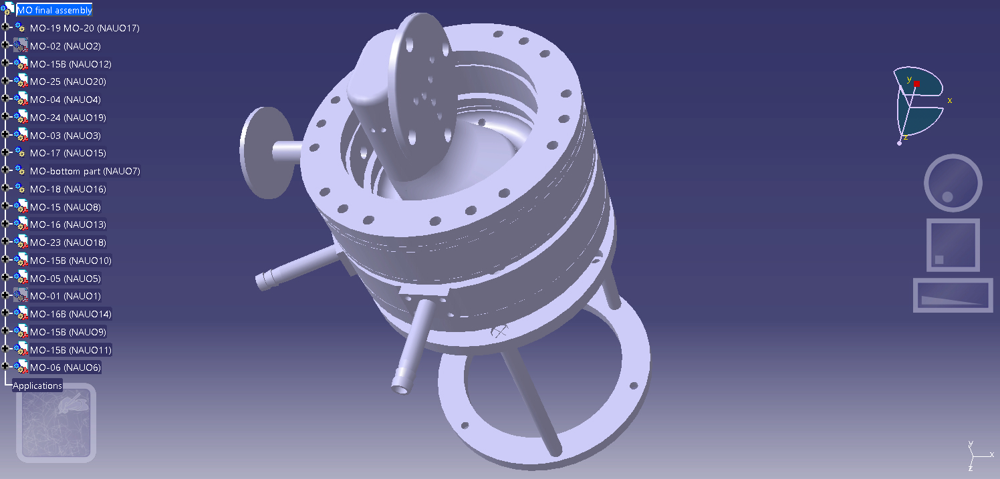 MO final assembly
MO-19 MO-20 (NAUO17)
MO-02 (NAUO2)
MO-15B (NAUO12)
MO-25 (NAUO20)
MO-04 (NAUO4)
MO-24 (NAUO19)
MO-03 (NAUO3)
MO-17 (NAUO15)
MO-bottom part (NAUO7)
MO-18 (NAUO16)
MO-15 (NAUO8)
MO-16 (NAUO13)
MO-23 (NAUO18)
MO-15B (NAUO10)
MO-05 (NAUO5)
MO-01 (NAUO1)
MO-16B (NAUO14)
MO-15B (NAUO9)
MO-15B (NAUO11)
MO-06 (NAUO6)
Applications
y
x
z
y
x
z